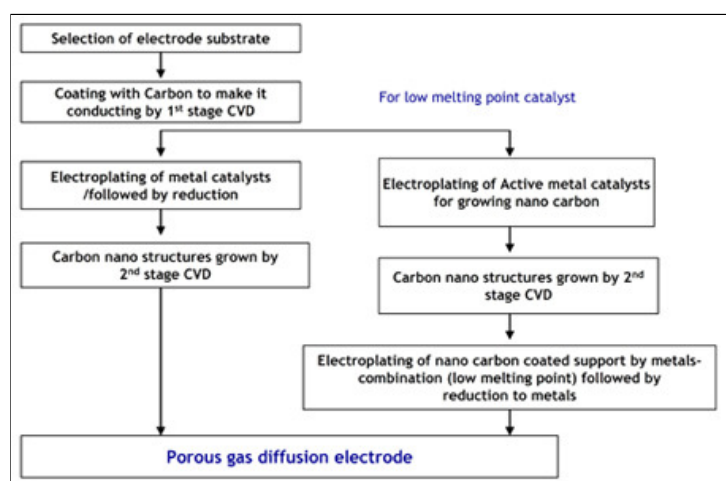 Selection of electrode substrate
Coating with Carbon to make it
conducting by 1st stage CVD
For low melting point catalyst
Electroplating of metal catalysts
/followed by reduction
Electroplating of Active metal catalysts
for growing nano carbon
Carbon nano structures grown by
2nd stage CVD
Carbon nano structures grown by 2nd
stage CVD
Electroplating of nano carbon coated support by metals-
combination (low melting point) followed by
reduction to metals
Porous gas diffusion electrode